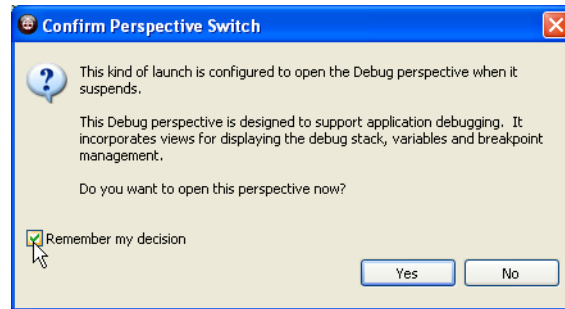 Confirm Perspective Switch
This kind of launch is configured to open the Debug perspective when it
suspends.
This Debug perspective is designed to support application debugging. It
incorporates views for displaying the debug stack, variables and breakpoint
management.
Do you want to open this perspective now?
Remember my decision
Yes No